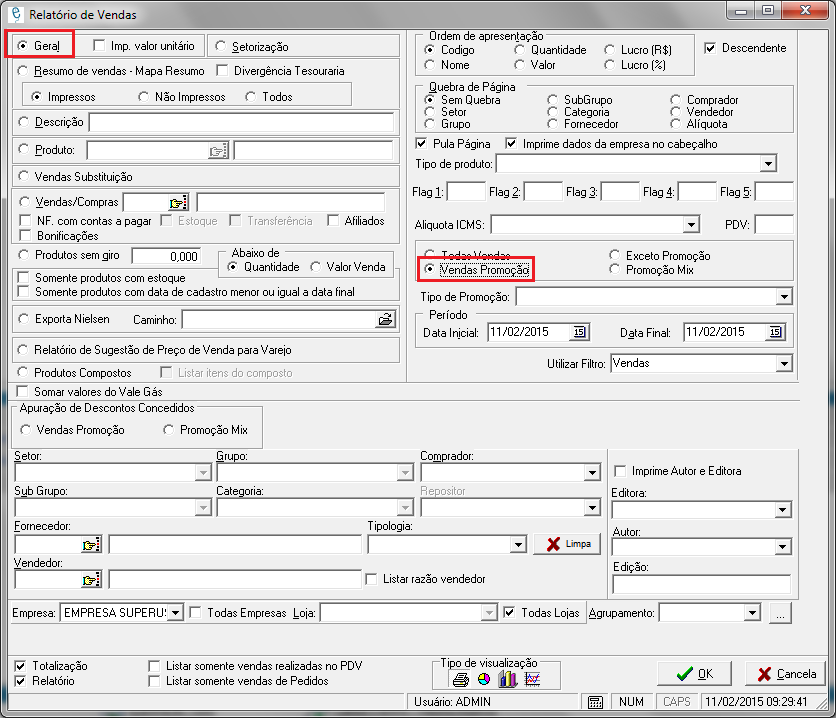 Relatório de Vendas
Geral
Imp. valor unitário
Setorização
Resumo de vendas - Mapa Resumo
Divergência Tesouraria
Impressos
Não Impressos
Todos
Descrição
Produto:
Vendas Substituição
Vendas/Compras
NF. com contas a pagar
Estoque
Transferência
Afiliados
Bonificações
Produtos sem giro
0,000
Abaixo de
Quantidade
Valor Venda
Somente produtos com estoque
Somente produtos com data de cadastro menor ou igual a data final
Exporta Nielsen
Caminho:
Relatório de Sugestão de Preço de Venda para Varejo
Produtos Compostos
Listar itens do composto
Somar valores do Vale Gás
Ordem de apresentação
Codigo
Quantidade
Lucro (R$)
Descendente
Nome
Valor
Lucro (%)
Quebra de Página
Sem Quebra
SubGrupo
Comprador
Setor
Categoria
Vendedor
Grupo
Fornecedor
Alíquota
Pula Página
Imprime dados da empresa no cabeçalho
Tipo de produto:
Flag 1:
Flag 2:
Flag 3:
Flag 4:
Flag 5:
Aliquota ICMS:
PDV:
Todas Vendas
Exceto Promoção
Vendas Promoção
Promoção Mix
Tipo de Promoção:
Período
Data Inicial:
11/02/2015
15
Data Final:
11/02/2015
15
Utilizar Filtro:
Vendas
Apuração de Descontos Concedidos
Vendas Promoção
Promoção Mix
Setor:
Grupo:
Comprador:
Sub Grupo:
Categoria:
Repositor
Fornecedor:
Tipologia:
Limpa
Vendedor:
Listar razão vendedor
Imprime Autor e Editora
Editora:
Autor:
Edição:
Empresa:
EMPRESA SUPERU
Todas Empresas
Loja:
Todas Lojas
Agrupamento:
...
Totalização
Listar somente vendas realizadas no PDV
Relatório
Listar somente vendas de Pedidos
Tipo de visualização
OK
Cancela
Usuário: ADMIN
NUM
CAPS
11/02/2015 09:29:41